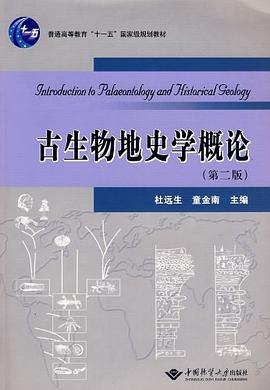 十一五
普通高等教育“十一五”国家级规划教材
Introduction to Palaeontology and Historical Geology
古生物地史学概论
（第二版）
杜远生 童金南 主编
中国地质大学出版社